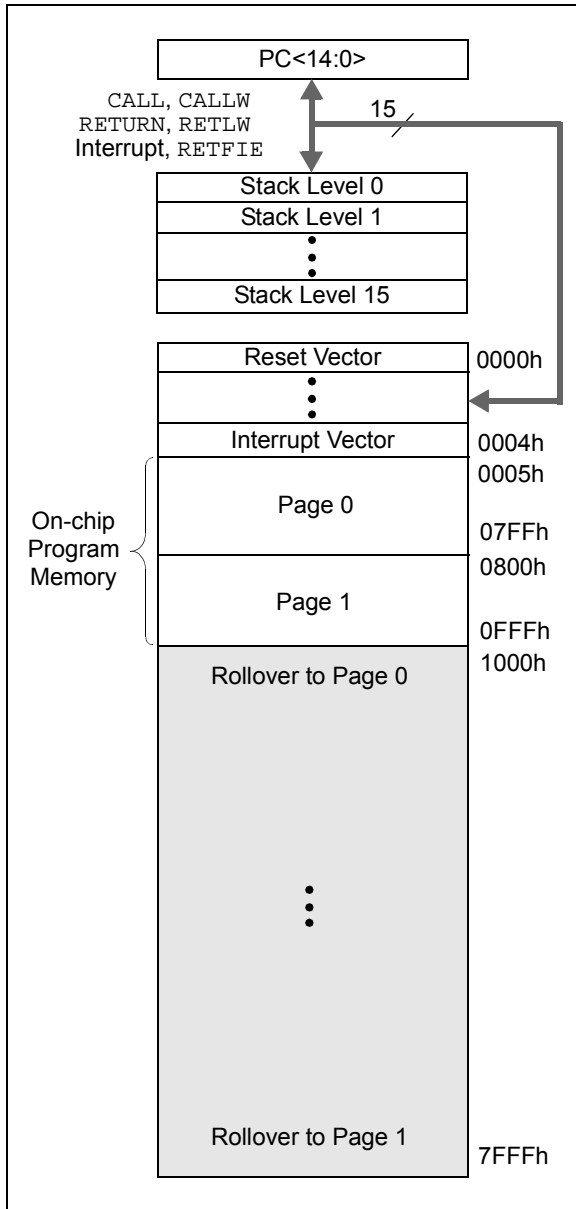 PC<14:0>
CALL, CALLW
RETURN, RETLW
Interrupt, RETFIE
15
Stack Level 0
Stack Level 1
Stack Level 15
Reset Vector
0000h
Interrupt Vector
0004h
0005h
On-chip
Program
Memory
Page 0
07FFh
0800h
Page 1
0FFFh
1000h
Rollover to Page 0
Rollover to Page 1
7FFFh